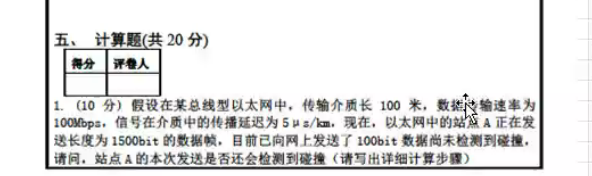 五、 计算题(共 20 分)
得分 评卷人
1. (10 分) 假设在某总线型以太网中，传输介质长 100 米，数据传输速率为
100Mbps，信号在介质中的传播延迟为 5μs/km，现在，以太网中的站点 A 正在发
送长度为 1500bit 的数据帧，目前已向网上发送了 100bit 数据尚未检测到碰撞，
请问，站点 A 的本次发送是否还会检测到碰撞（请写出详细计算步骤）